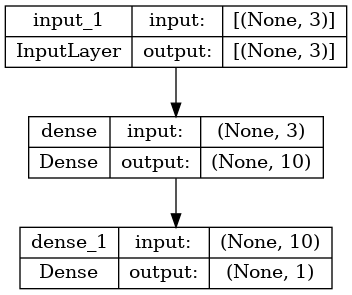 input_1 input: [(None, 3)]
InputLayer output: [(None, 3)]
dense input: (None, 3)
Dense output: (None, 10)
dense_1 input: (None, 10)
Dense output: (None, 1)